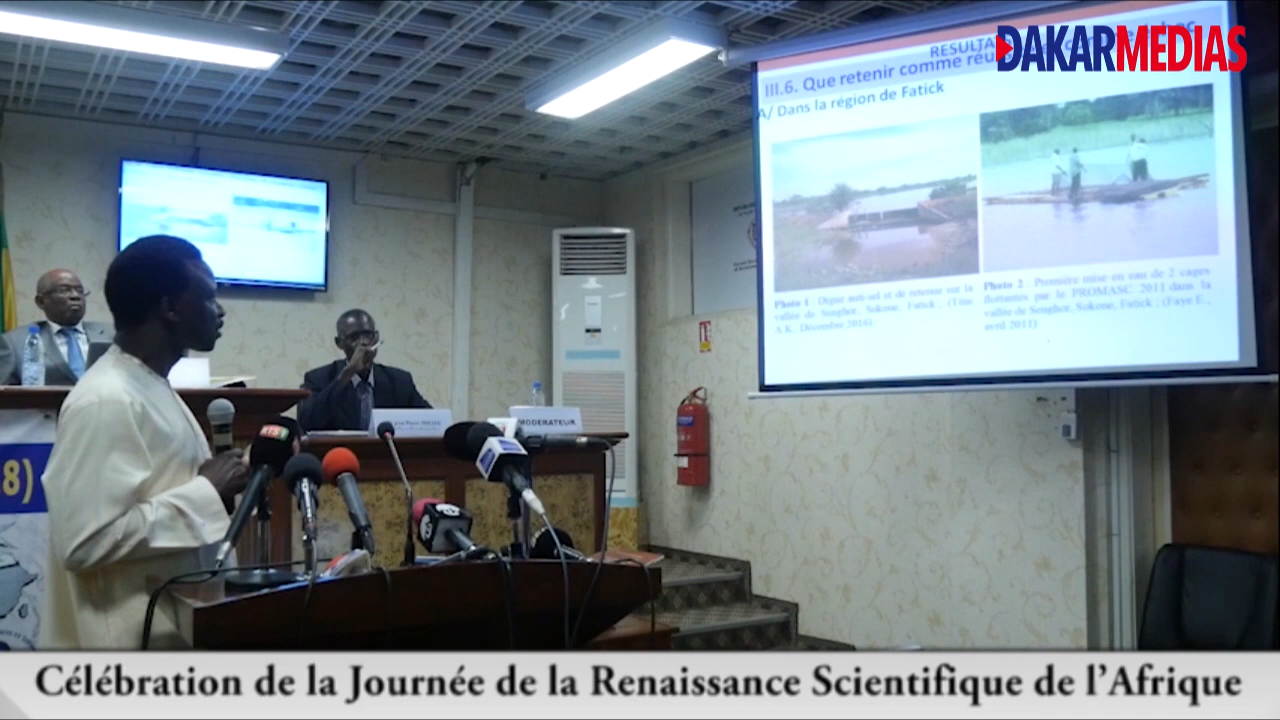 DAKARMEDIAS
RESULTA
III.6. Que retenir comme réu
A/ Dans la région de Fatick
Photo 1 : Digue anti-sel et de retenue sur la
vallée de Senghor, Sokone, Fatick ; (Tine
A.K., Décembre 2016).
Photo 2 : Première mise en eau de 2 cages
flottantes par le PROMASC 2011 dans la
vallée de Senghor, Sokone, Fatick ; (Faye E.,
avril 2011)
MODERATEUR
8)
Célébration de la Journée de la Renaissance Scientifique de l’Afrique